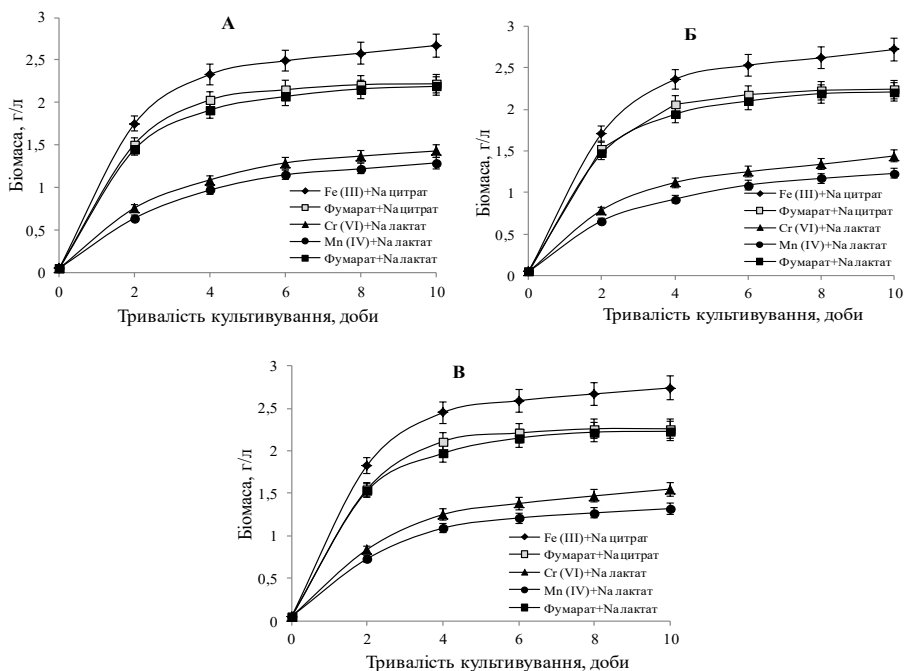 А
Біомаса, г/л
3
2,5
2
1,5
1
0,5
0
0 2 4 6 8 10
Тривалість культивування, доби
Fe (III)+Na цитрат
Фумарат+Na цитрат
Cr (VI)+Na лактат
Mn (IV)+Na лактат
Фумарат+Na лактат
Б
Біомаса, г/л
3
2,5
2
1,5
1
0,5
0
0 2 4 6 8 10
Тривалість культивування, доби
Fe (III)+Na цитрат
Фумарат+Na цитрат
Cr (VI)+Na лактат
Mn (IV)+Na лактат
Фумарат+Na лактат
В
Біомаса, г/л
3
2,5
2
1,5
1
0,5
0
0 2 4 6 8 10
Тривалість культивування, доби
Fe (III)+Na цитрат
Фумарат+Na цитрат
Cr (VI)+Na лактат
Mn (IV)+Na лактат
Фумарат+Na лактат